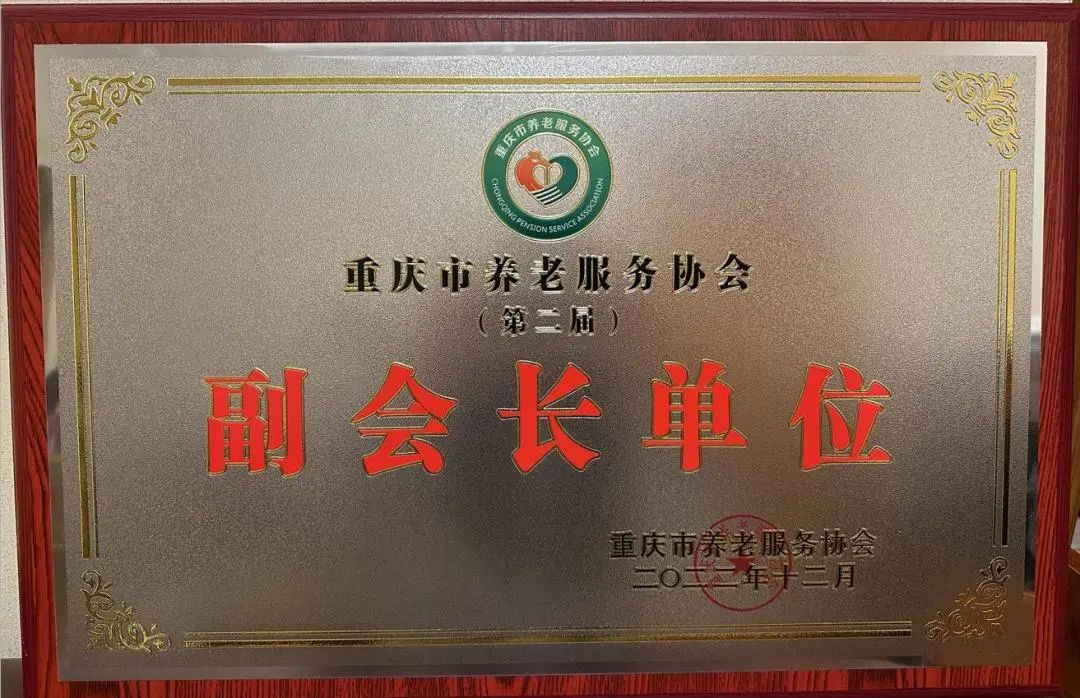 重庆市养老服务协会
CHONGQING PENSION SERVICE ASSOCIATION
重庆市养老服务协会
（第二届）
副会长单位
重庆市养老服务协会
二〇二二年十二月